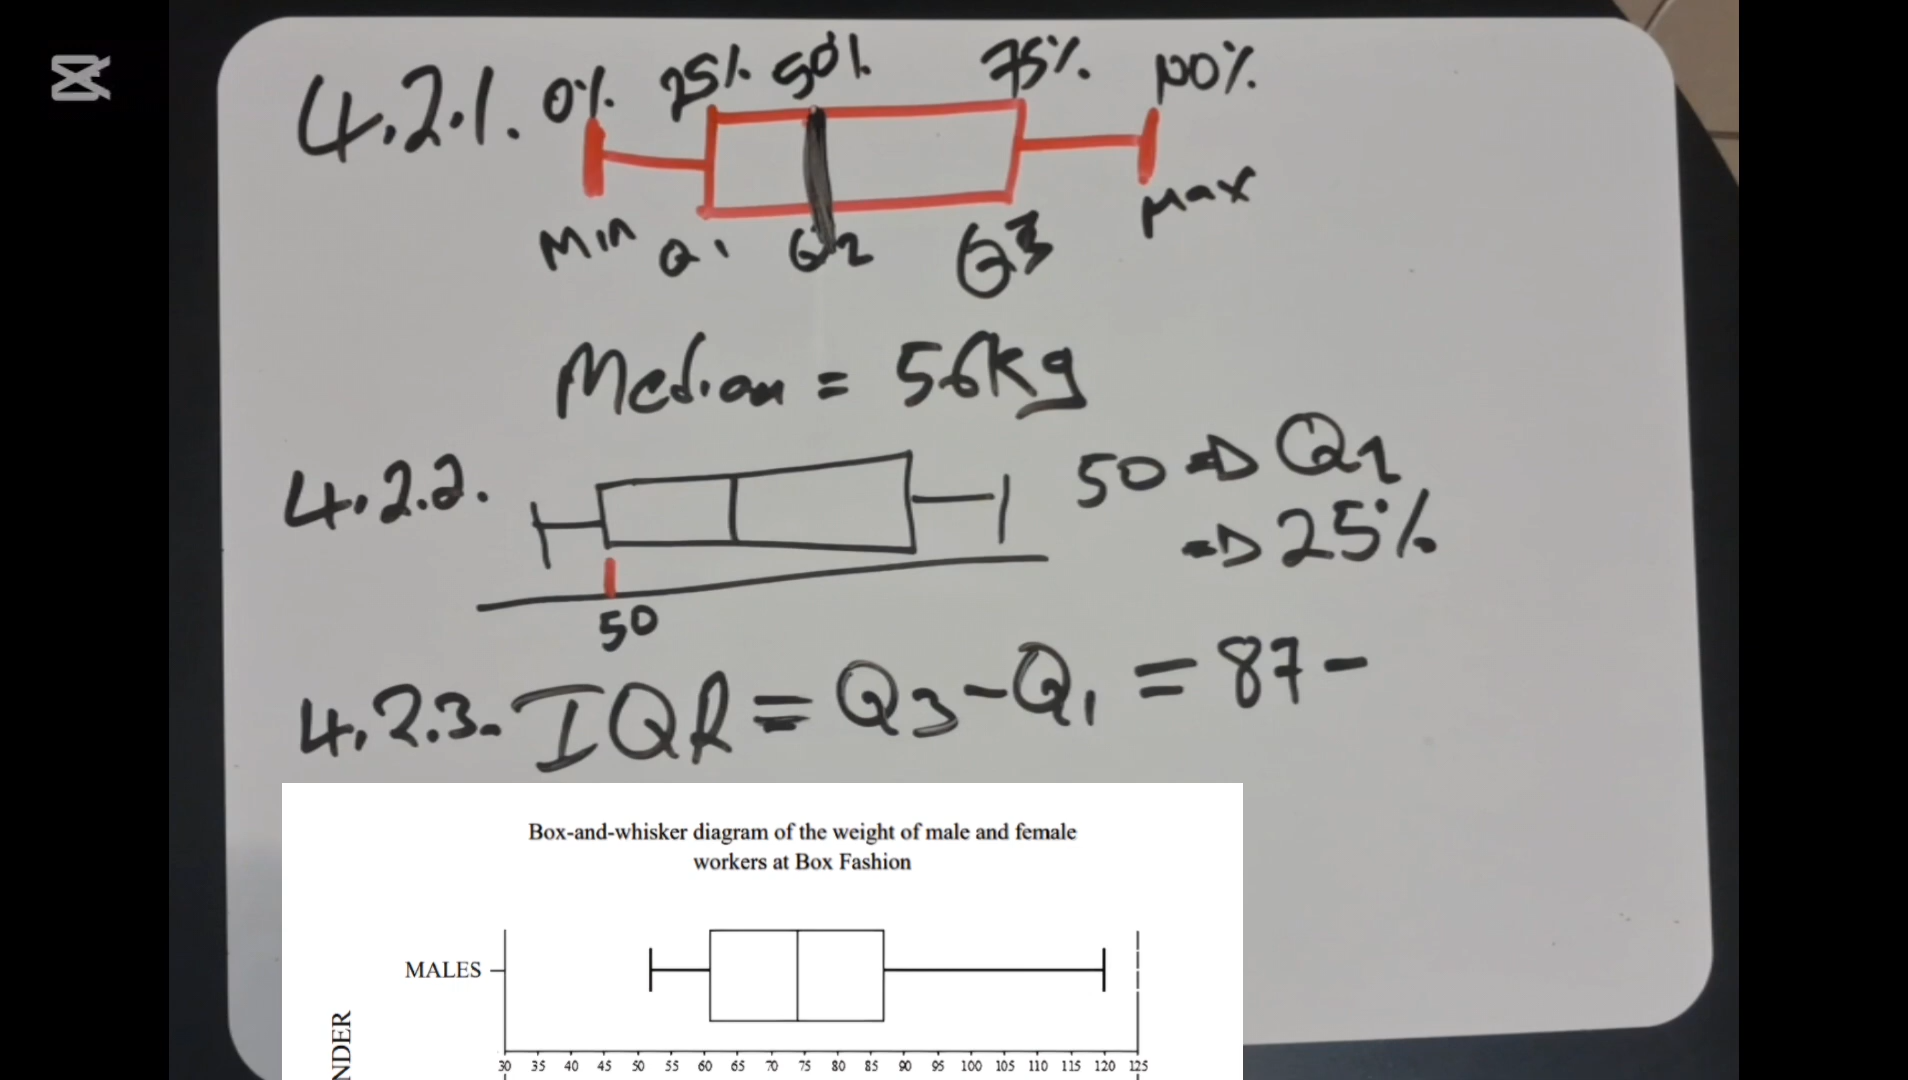 4.2.1. 0% 25% 50% 75% 100%
Min Q1 Q2 Q3 Max
Median = 56kg
4.2.2. 50 ⇒ Q1
⇒ 25%
50
4.2.3. IQR = Q3 - Q1 = 87 -
Box-and-whisker diagram of the weight of male and female
workers at Box Fashion
MALES
NDER
30 35 40 45 50 55 60 65 70 75 80 85 90 95 100 105 110 115 120 125